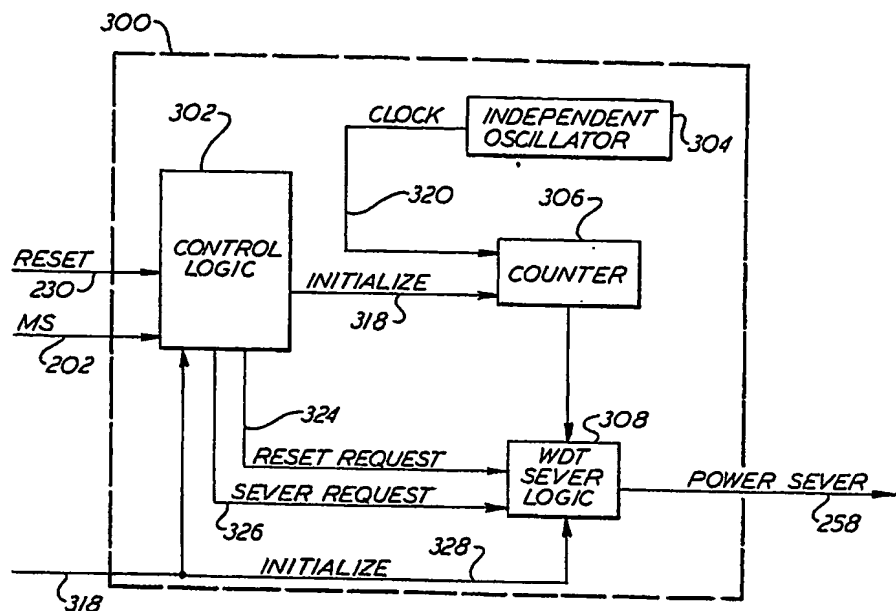 300
302
CLOCK
INDEPENDENT
OSCILLATOR
304
320
306
CONTROL
LOGIC
COUNTER
RESET
230
INITIALIZE
318
MS
202
324
308
RESET REQUEST
WDT
SEVER
LOGIC
POWER SEVER
258
SEVER REQUEST
326
328
INITIALIZE
318